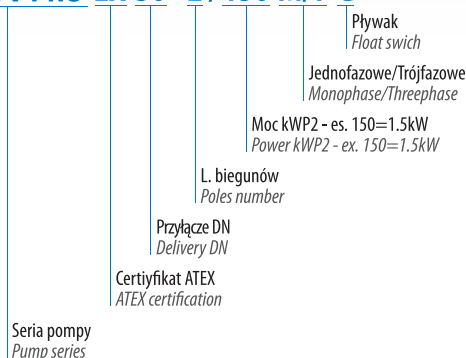 Pływak
Float swich
Jednofazowe/Trójfazowe
Monophase/Threephase
Moc kWP2 - es. 150=1.5kW
Power kWP2 - ex. 150=1.5kW
L. biegunów
Poles number
Przyłącze DN
Delivery DN
Certiyfikat ATEX
ATEX certification
Seria pompy
Pump series